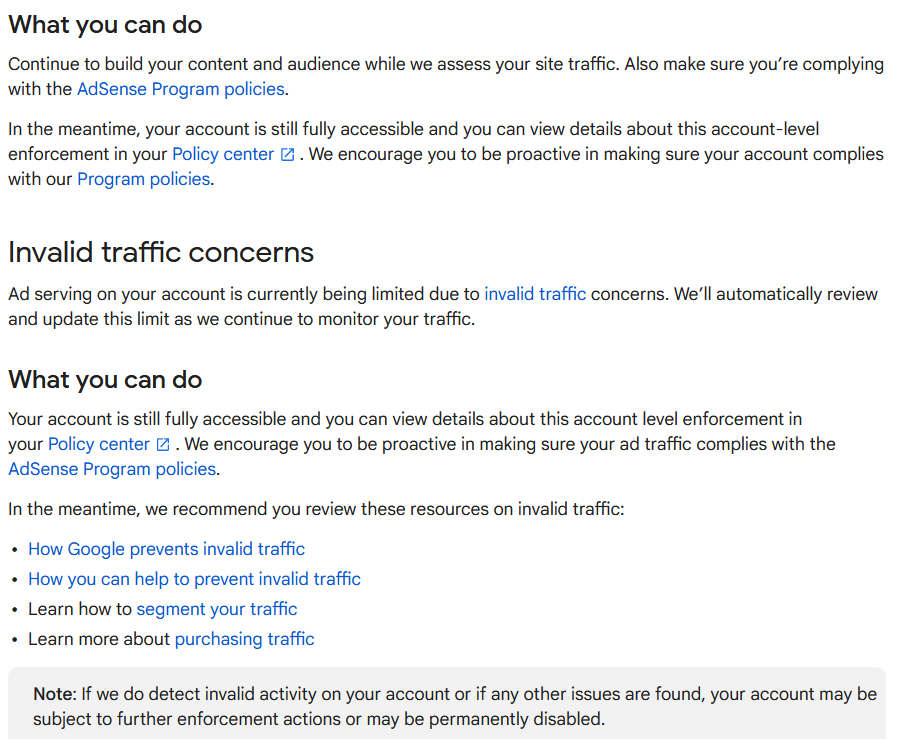 What you can do
Continue to build your content and audience while we assess your site traffic. Also make sure you’re complying
with the AdSense Program policies.
In the meantime, your account is still fully accessible and you can view details about this account-level
enforcement in your Policy center . We encourage you to be proactive in making sure your account complies
with our Program policies.
Invalid traffic concerns
Ad serving on your account is currently being limited due to invalid traffic concerns. We’ll automatically review
and update this limit as we continue to monitor your traffic.
What you can do
Your account is still fully accessible and you can view details about this account level enforcement in
your Policy center . We encourage you to be proactive in making sure your ad traffic complies with the
AdSense Program policies.
In the meantime, we recommend you review these resources on invalid traffic:
• How Google prevents invalid traffic
• How you can help to prevent invalid traffic
• Learn how to segment your traffic
• Learn more about purchasing traffic
Note: If we do detect invalid activity on your account or if any other issues are found, your account may be
subject to further enforcement actions or may be permanently disabled.